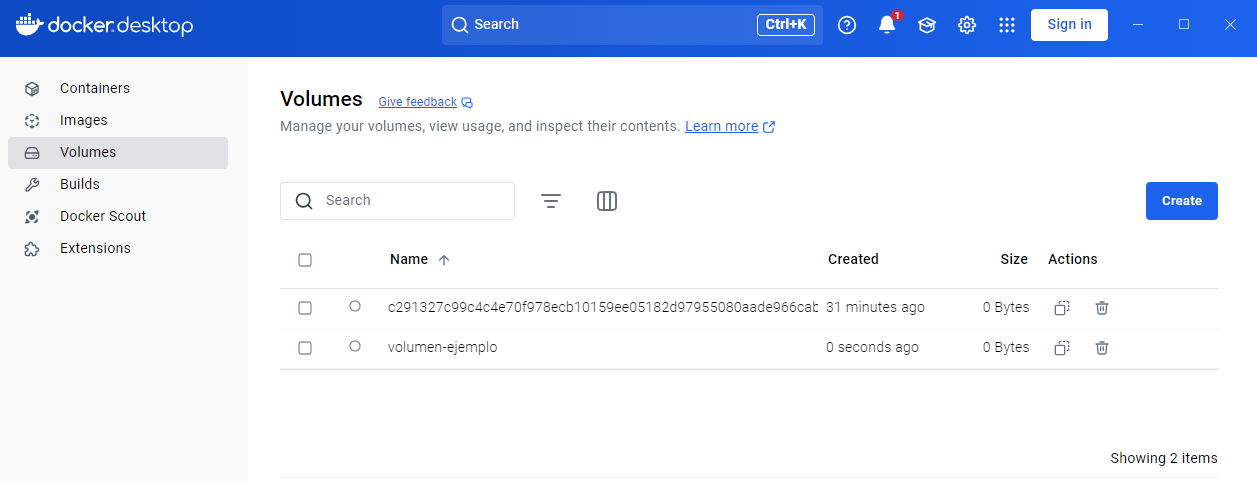 docker.desktop
Search
Ctrl+K
1
Sign in
Containers
Images
Volumes
Builds
Docker Scout
Extensions
Volumes
Give feedback
Manage your volumes, view usage, and inspect their contents. Learn more
Search
Create
Name Created Size Actions
c291327c99c4c4e70f978ecb10159ee05182d97955080aade966cab 31 minutes ago 0 Bytes
volumen-ejemplo 0 seconds ago 0 Bytes
Showing 2 items